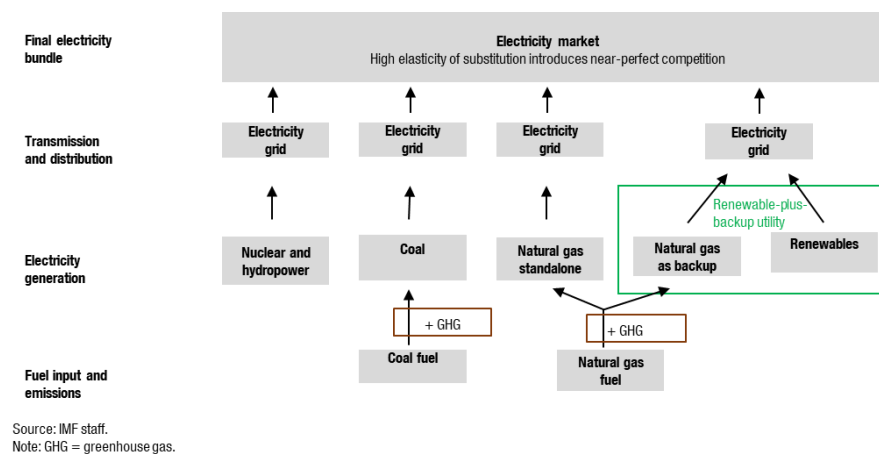 Final electricity
bundle
Electricity market
High elasticity of substitution introduces near-perfect competition
Transmission
and distribution
Electricity
grid
Electricity
grid
Electricity
grid
Electricity
grid
Renewable-plus-
backup utility
Electricity
generation
Nuclear and
hydropower
Coal
Natural gas
standalone
Natural gas
as backup
Renewables
+ GHG
+ GHG
Fuel input and
emissions
Coal fuel
Natural gas
fuel
Source: IMF staff.
Note: GHG = greenhouse gas.